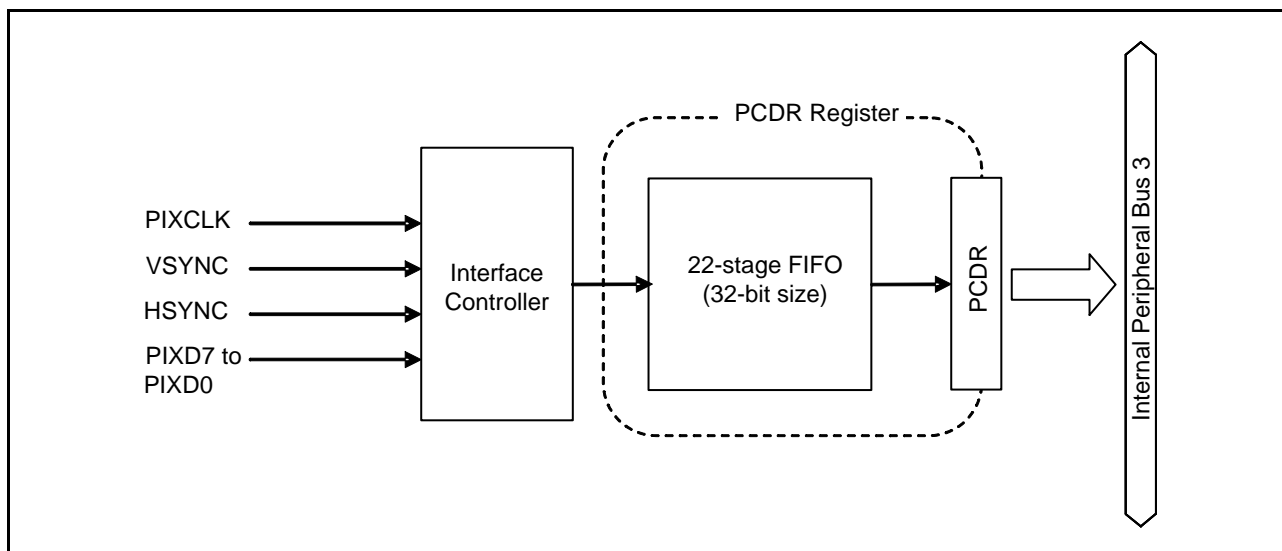 PCDR Register
PIXCLK
VSYNC
HSYNC
PIXD7 to
PIXD0
Interface
Controller
22-stage FIFO
(32-bit size)
PCDR
Internal Peripheral Bus 3